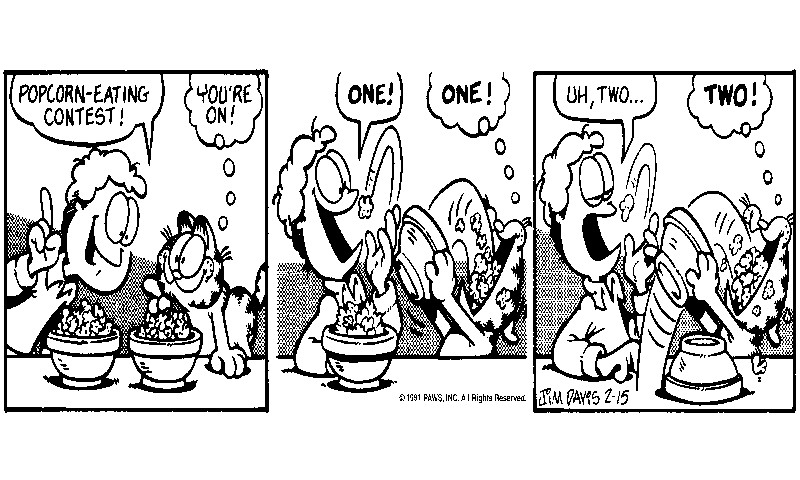 POPCORN-EATING
CONTEST!
YOU'RE
ON!
ONE!
ONE!
© 1991 PAWS, INC. All Rights Reserved.
UH, TWO...
TWO!
JIM DAVIS 2-15